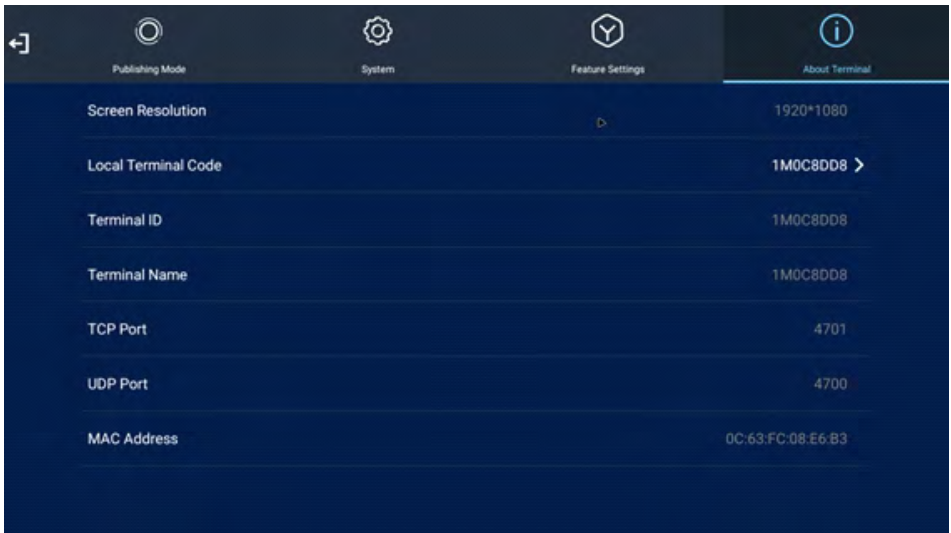 Publishing Mode
System
Feature Settings
About Terminal
Screen Resolution 1920*1080
Local Terminal Code 1M0C8DD8
Terminal ID 1M0C8DD8
Terminal Name 1M0C8DD8
TCP Port 4701
UDP Port 4700
MAC Address 0C:63:FC:08:E6:B3